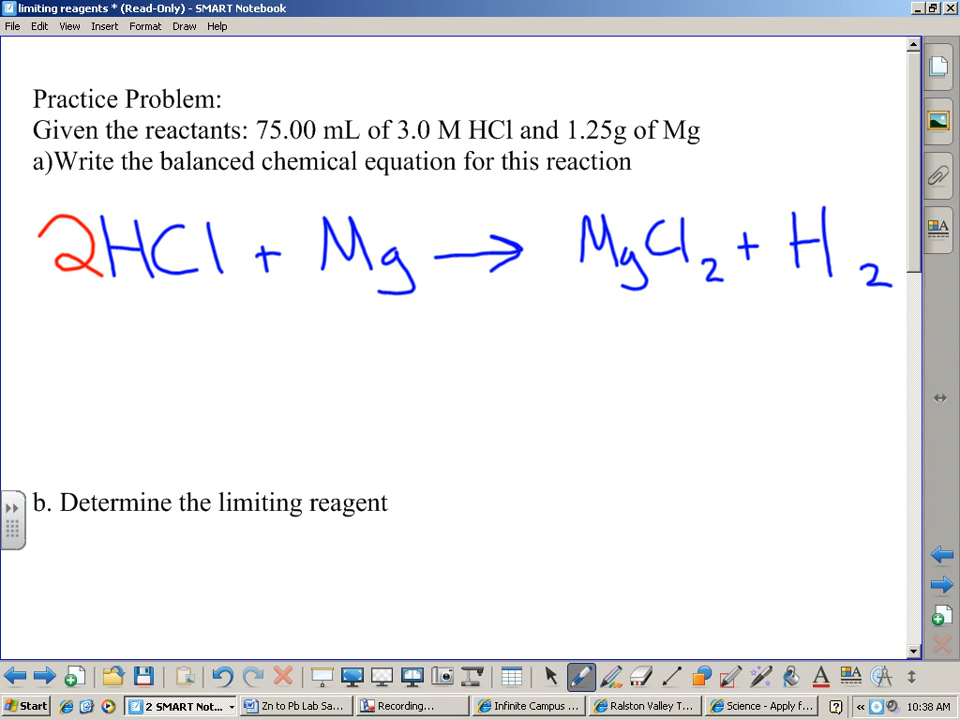 limiting reagents * (Read-Only) - SMART Notebook
File Edit View Insert Format Draw Help
Practice Problem:
Given the reactants: 75.00 mL of 3.0 M HCl and 1.25g of Mg
a)Write the balanced chemical equation for this reaction
2HCl + Mg → MgCl2 + H2
b. Determine the limiting reagent
Start 2 SMART Not... Zn to Pb Lab Sa... Recording... Infinite Campus ... Ralston Valley T... Science - Apply f... 10:38 AM